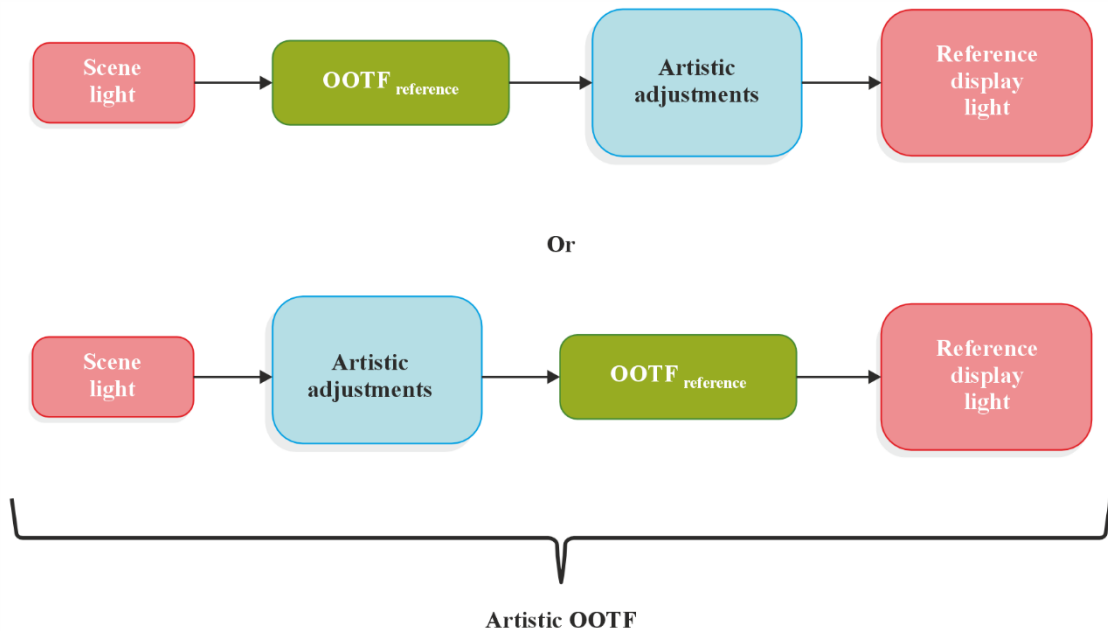 Scene
light
OOTF reference
Artistic
adjustments
Reference
display
light
Or
Scene
light
Artistic
adjustments
OOTF reference
Reference
display
light
Artistic OOTF